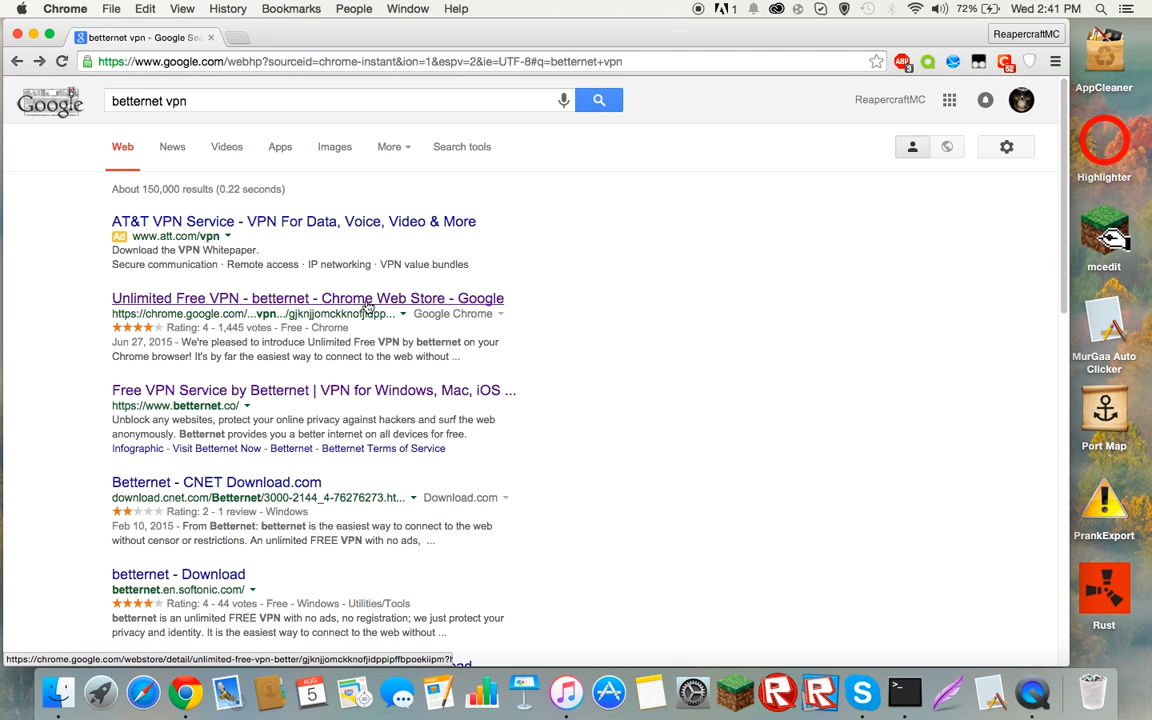 Chrome File Edit View History Bookmarks People Window Help 1 72% Wed 2:41 PM
betternet vpn - Google Sea ReapercraftMC
https://www.google.com/webhp?sourceid=chrome-instant&ion=1&espv=2&ie=UTF-8#q=betternet+vpn ABP 3 62
Google betternet vpn ReapercraftMC
Web News Videos Apps Images More Search tools
About 150,000 results (0.22 seconds)
AT&T VPN Service - VPN For Data, Voice, Video & More
Ad www.att.com/vpn
Download the VPN Whitepaper.
Secure communication · Remote access · IP networking · VPN value bundles
Unlimited Free VPN - betternet - Chrome Web Store - Google
https://chrome.google.com/...vpn.../gjknjjomckknofjidpp... Google Chrome
Rating: 4 - 1,445 votes - Free - Chrome
Jun 27, 2015 - We're pleased to introduce Unlimited Free VPN by betternet on your
Chrome browser! It's by far the easiest way to connect to the web without ...
Free VPN Service by Betternet | VPN for Windows, Mac, iOS ...
https://www.betternet.co/
Unblock any websites, protect your online privacy against hackers and surf the web
anonymously. Betternet provides you a better internet on all devices for free.
Infographic - Visit Betternet Now - Betternet - Betternet Terms of Service
Betternet - CNET Download.com
download.cnet.com/Betternet/3000-2144_4-76276273.ht... Download.com
Rating: 2 - 1 review - Windows
Feb 10, 2015 - From Betternet: betternet is the easiest way to connect to the web
without censor or restrictions. An unlimited FREE VPN with no ads, ...
betternet - Download
betternet.en.softonic.com/
Rating: 4 - 44 votes - Free - Windows - Utilities/Tools
betternet is an unlimited FREE VPN with no ads, no registration; we just protect your
privacy and identity. It is the easiest way to connect to the web without ...
https://chrome.google.com/webstore/detail/unlimited-free-vpn-better/gjknjjomckknofjidppipffbpoekiipm?
AppCleaner
Highlighter
mcedit
MurGaa Auto
Clicker
Port Map
PrankExport
Rust
AUG
5